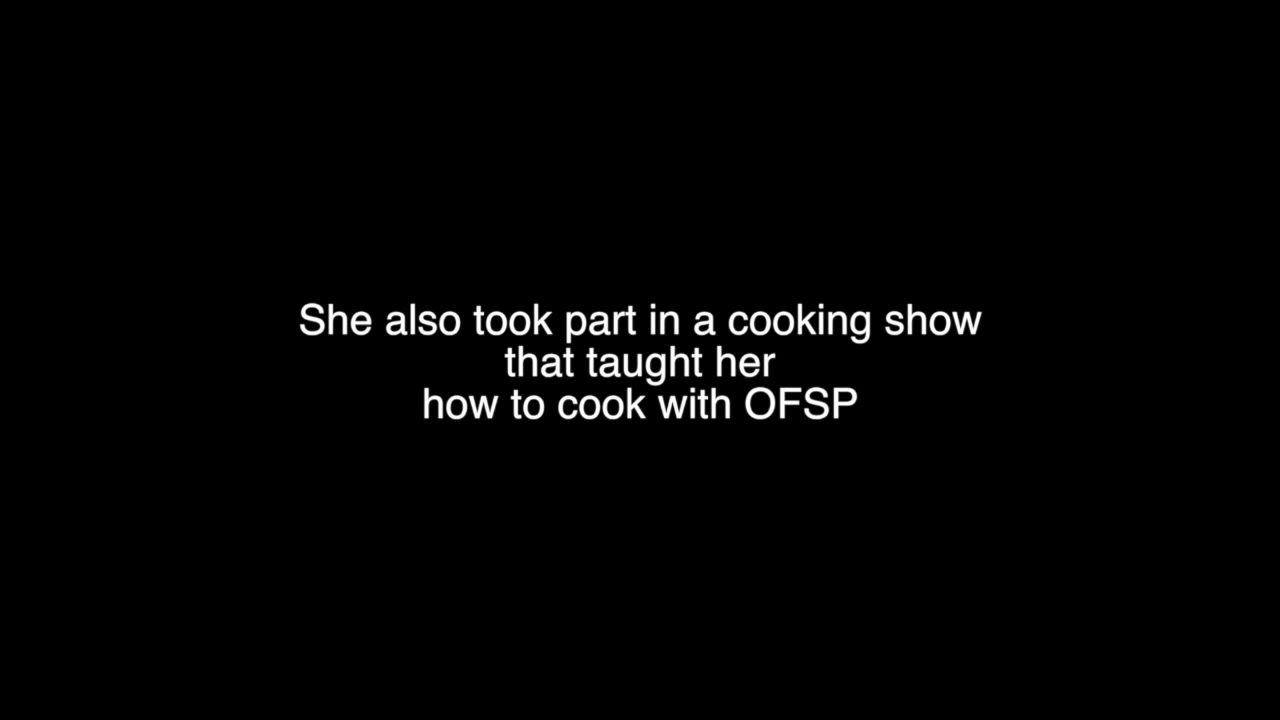 She also took part in a cooking show
that taught her
how to cook with OFSP